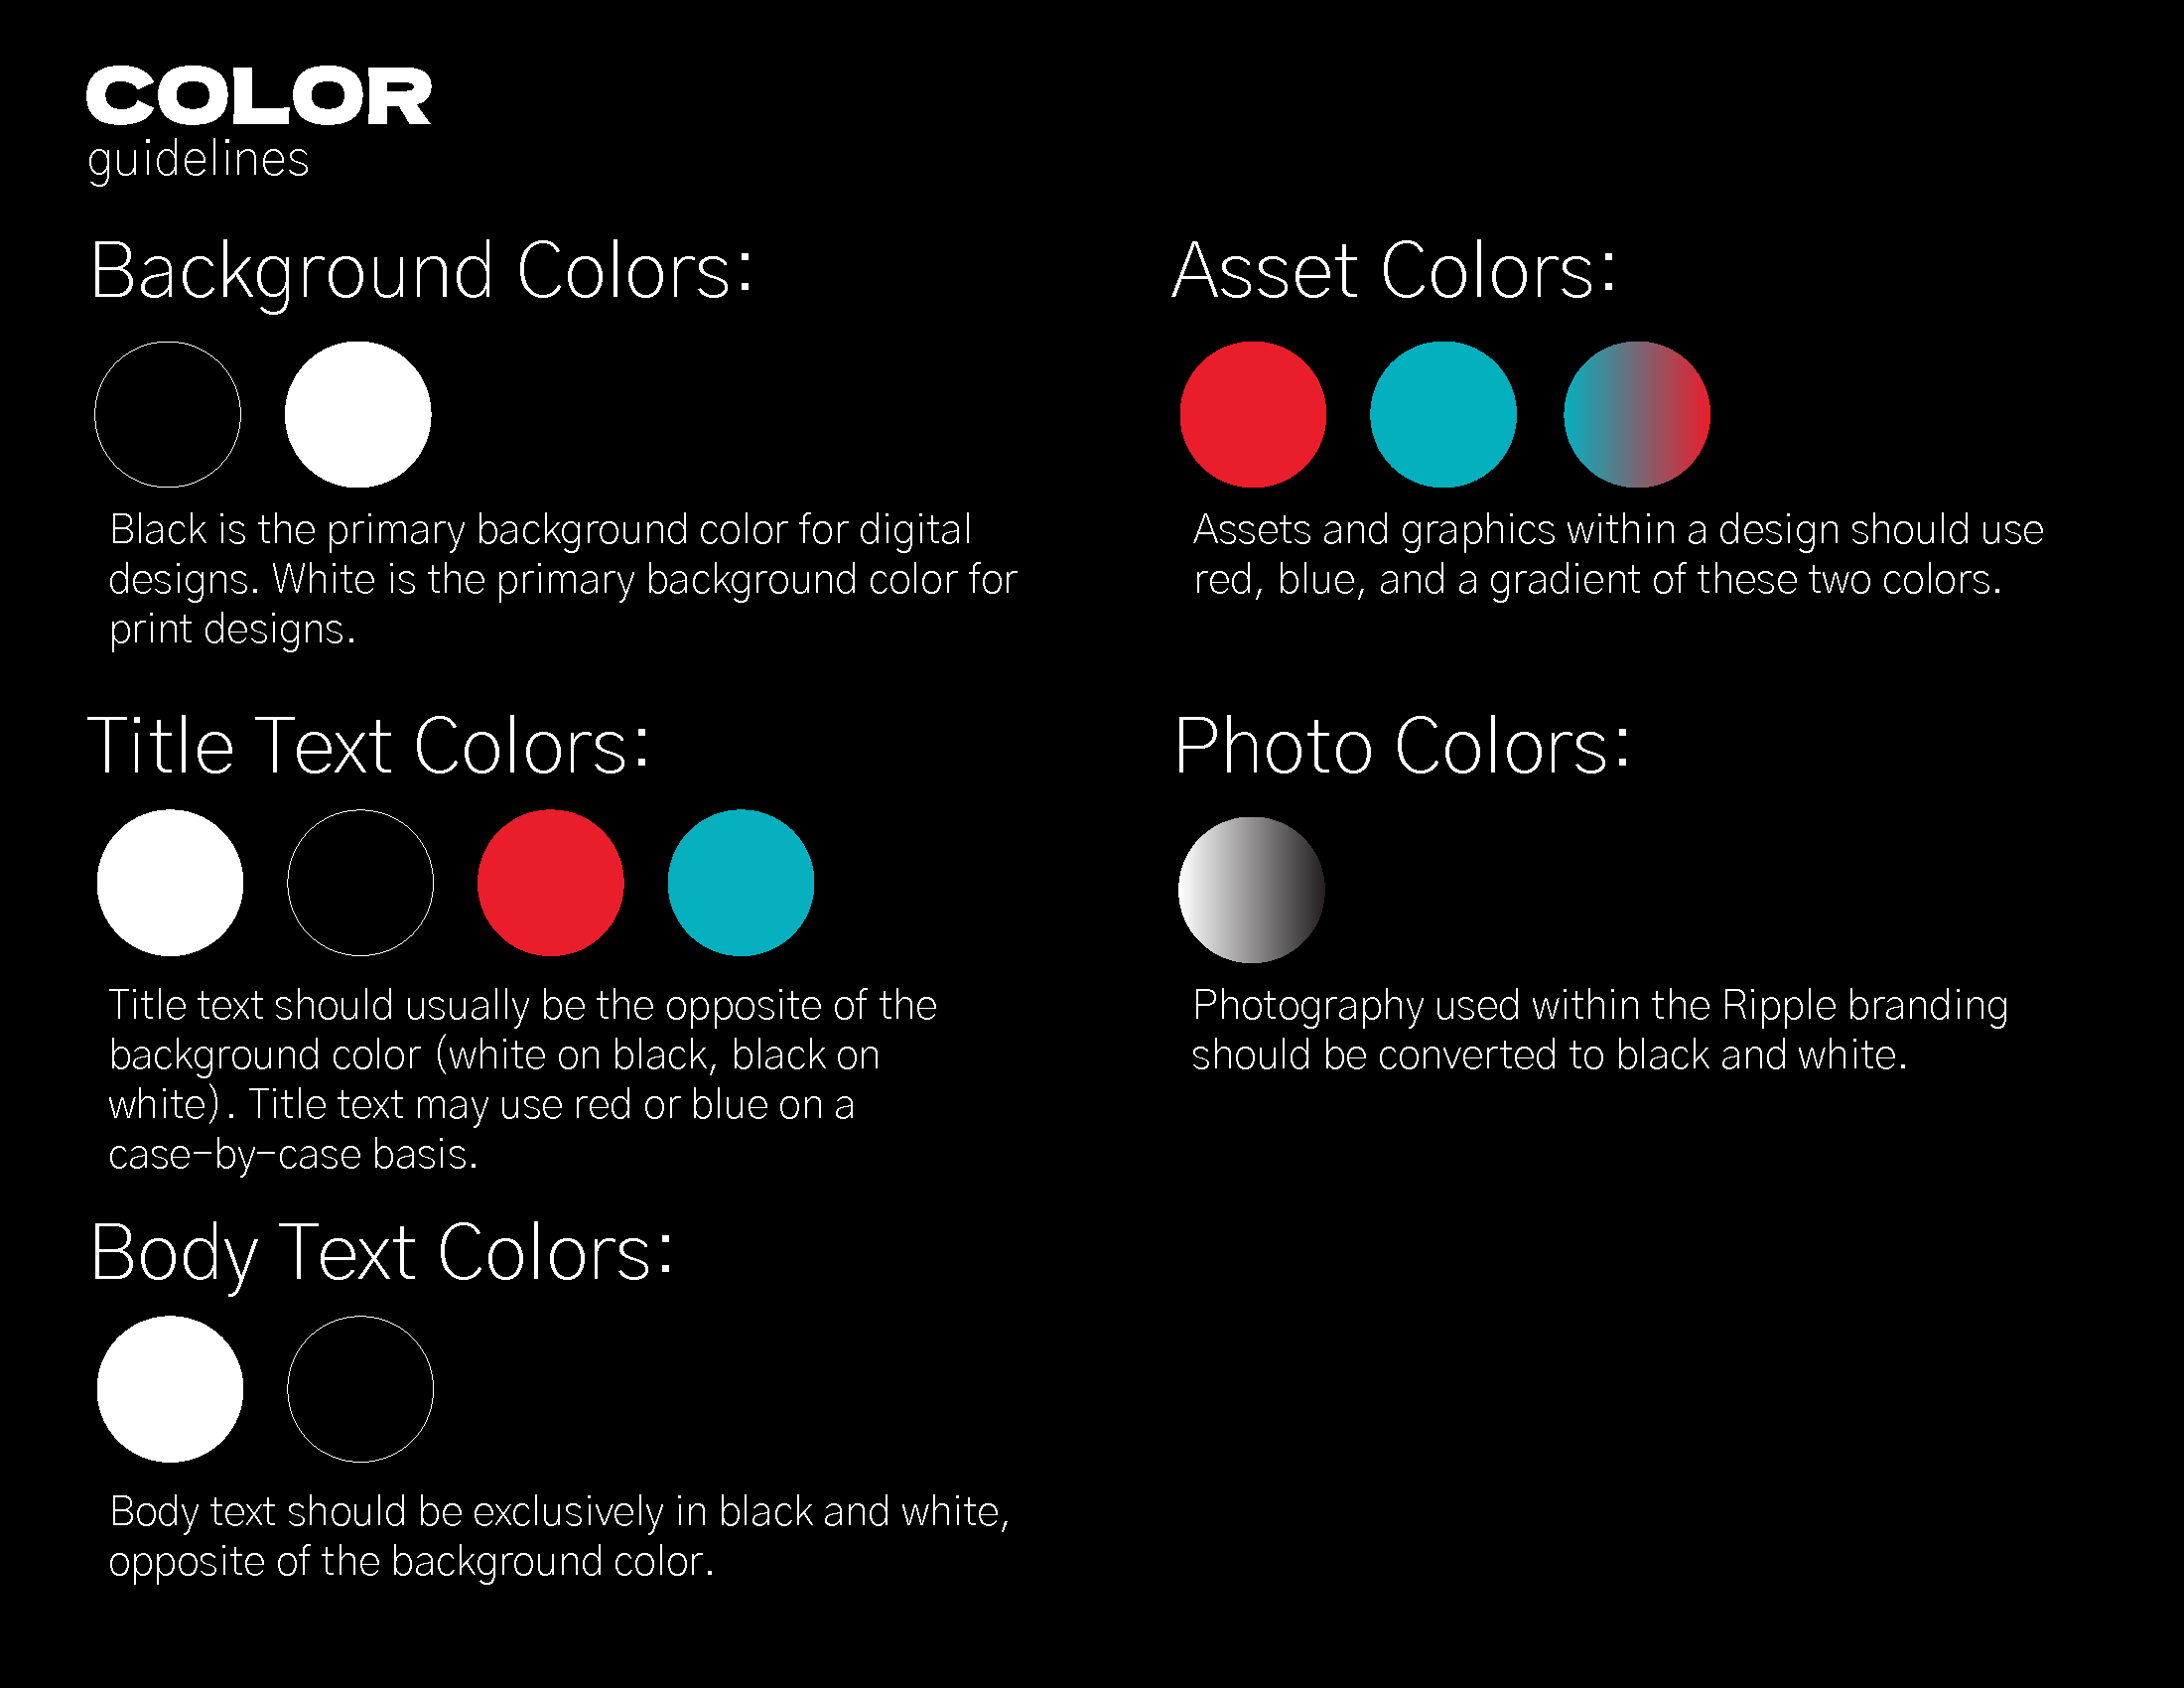 COLOR
guidelines
Background Colors:
Black is the primary background color for digital
designs. White is the primary background color for
print designs.
Title Text Colors:
Title text should usually be the opposite of the
background color (white on black, black on
white). Title text may use red or blue on a
case-by-case basis.
Body Text Colors:
Body text should be exclusively in black and white,
opposite of the background color.
Asset Colors:
Assets and graphics within a design should use
red, blue, and a gradient of these two colors.
Photo Colors:
Photography used within the Ripple branding
should be converted to black and white.